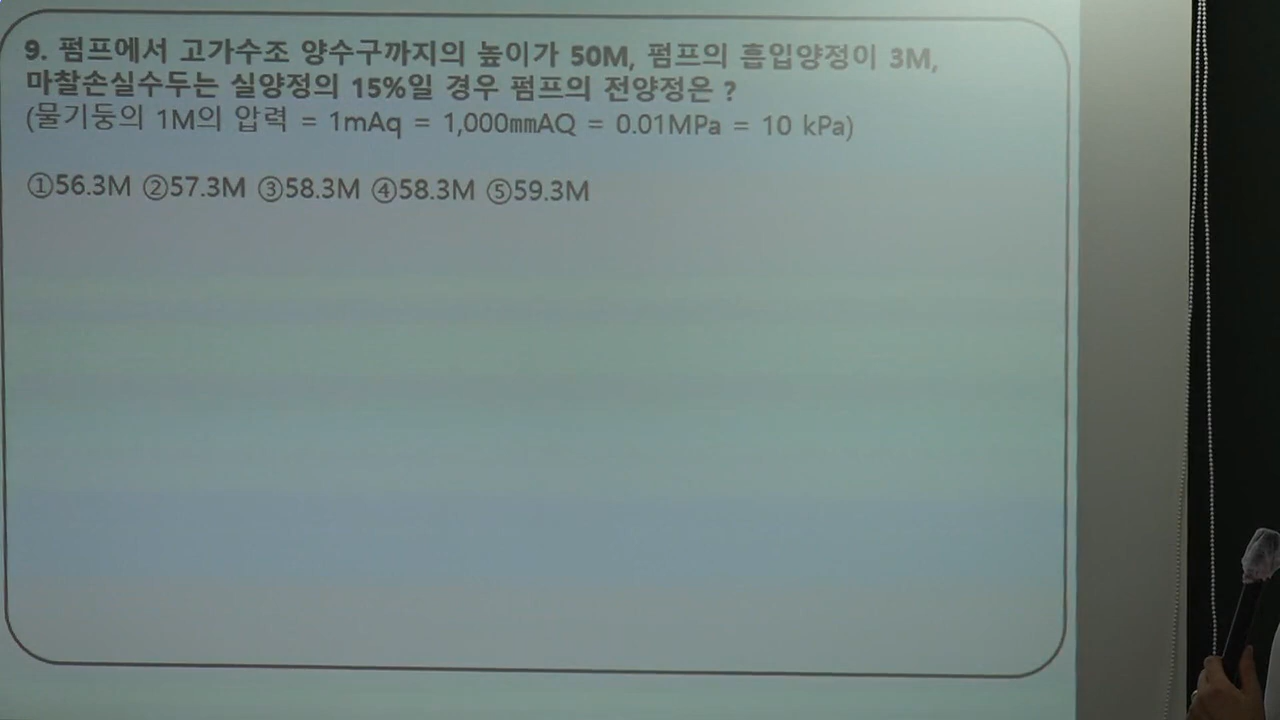 9. 펌프에서 고가수조 양수구까지의 높이가 50M, 펌프의 흡입양정이 3M,
마찰손실수두는 실양정의 15%일 경우 펌프의 전양정은 ?
(물기둥의 1M의 압력 = 1mAq = 1,000㎜AQ = 0.01MPa = 10 kPa)
①56.3M ②57.3M ③58.3M ④58.3M ⑤59.3M